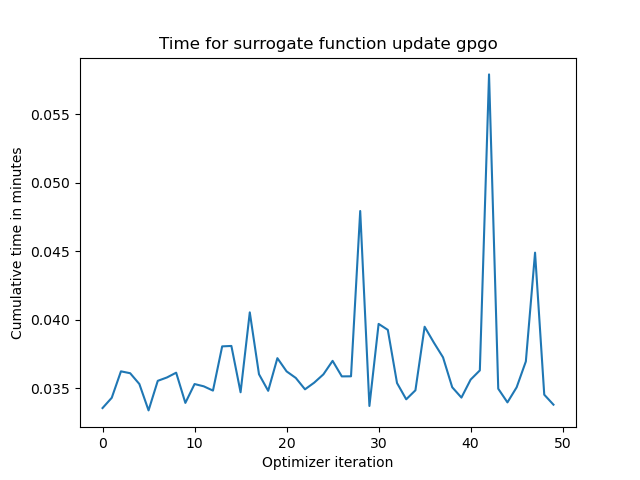 Time for surrogate function update gpgo
Cumulative time in minutes
0.055
0.050
0.045
0.040
0.035
0 10 20 30 40 50
Optimizer iteration